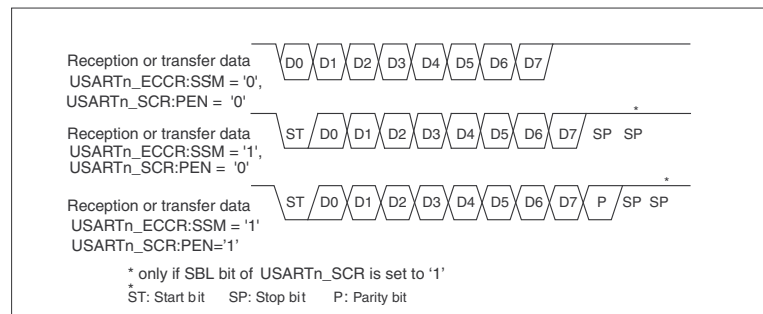 Reception or transfer data
USARTn_ECCR:SSM = '0',
USARTn_SCR:PEN = '0'
D0 D1 D2 D3 D4 D5 D6 D7
*
Reception or transfer data
USARTn_ECCR:SSM = '1',
USARTn_SCR:PEN = '0'
ST D0 D1 D2 D3 D4 D5 D6 D7 SP SP
*
Reception or transfer data
USARTn_ECCR:SSM = '1'
USARTn_SCR:PEN='1'
ST D0 D1 D2 D3 D4 D5 D6 D7 P SP SP
* only if SBL bit of USARTn_SCR is set to '1'
*
ST: Start bit SP: Stop bit P: Parity bit